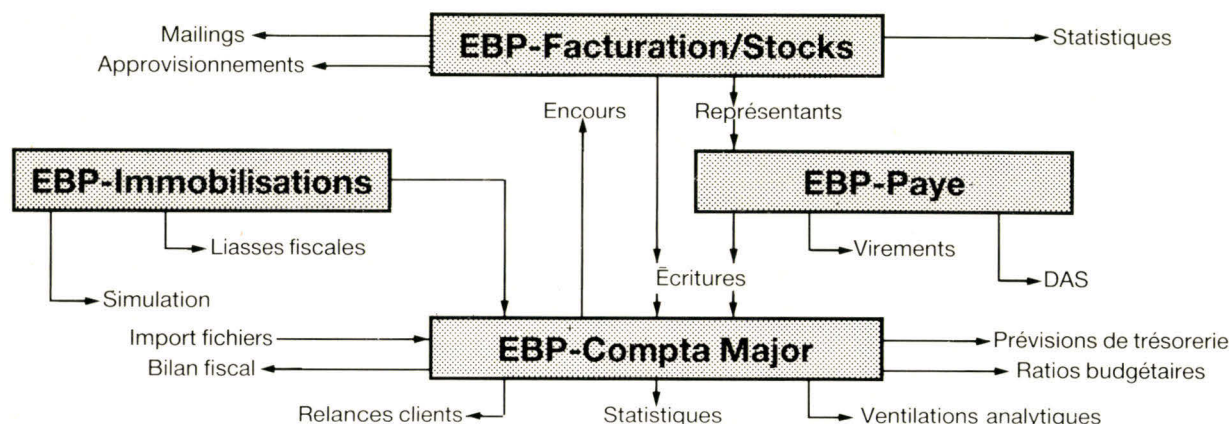 Mailings
EBP-Facturation/Stocks
Statistiques
Approvisionnements
Encours
Représentants
EBP-Immobilisations
EBP-Paye
Liasses fiscales
Virements
Écritures
DAS
Simulation
Import fichiers
EBP-Compta Major
Prévisions de trésorerie
Bilan fiscal
Ratios budgétaires
Relances clients
Statistiques
Ventilations analytiques